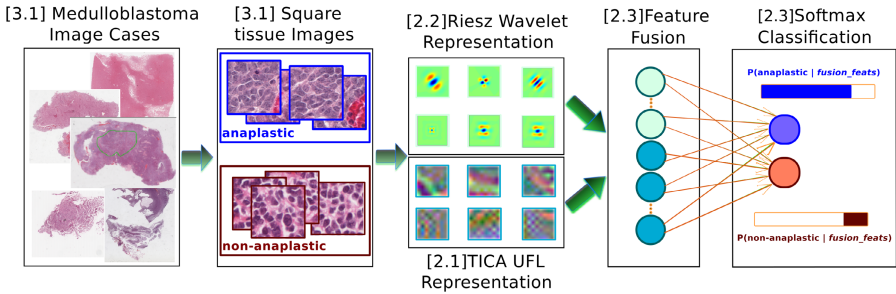 [3.1] Medulloblastoma
Image Cases
[3.1] Square
tissue Images
anaplastic
non-anaplastic
[2.2]Riesz Wavelet
Representation
[2.1]TICA UFL
Representation
[2.3]Feature
Fusion
[2.3]Softmax
Classification
P(anaplastic | fusion_feats)
P(non-anaplastic | fusion_feats)